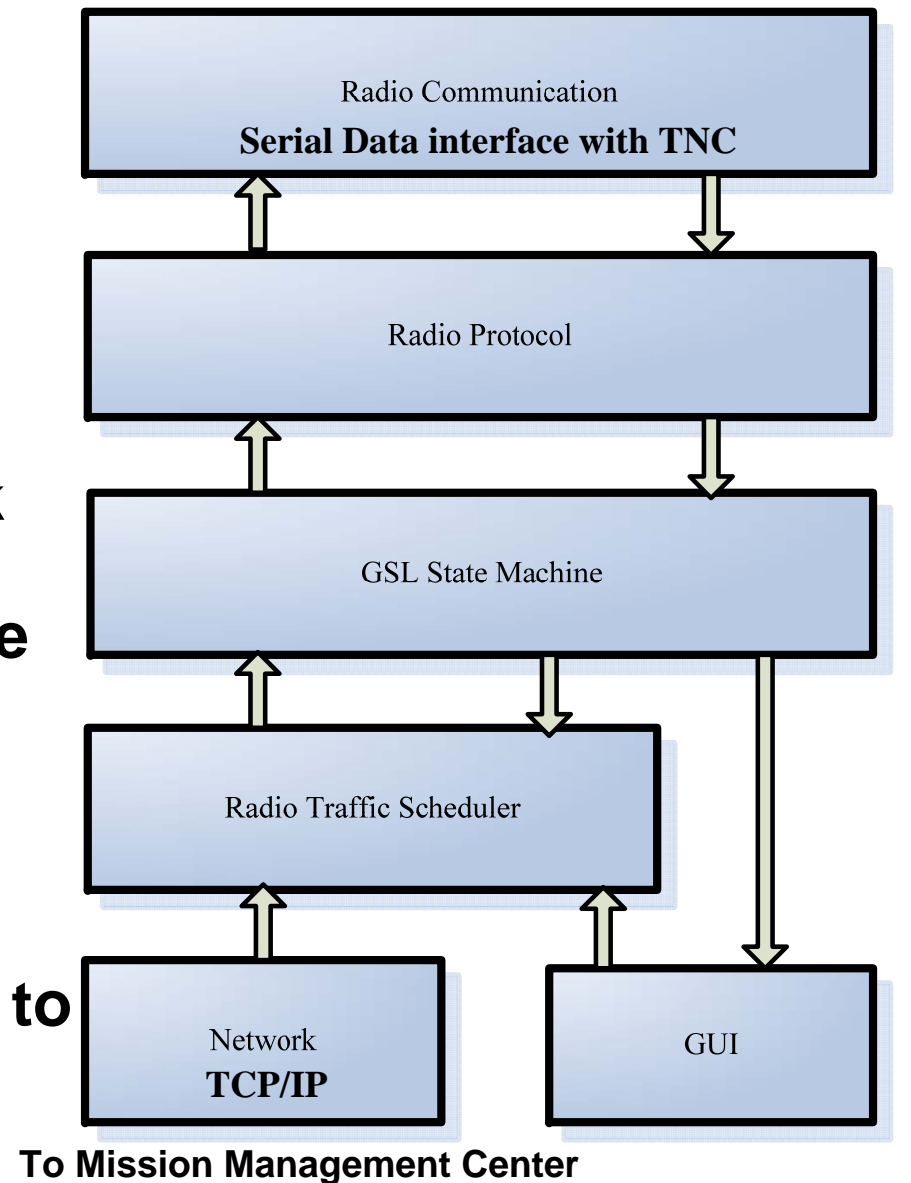 Radio Communication
Serial Data interface with TNC
Radio Protocol
GSL State Machine
e
Radio Traffic Scheduler
to
Network
TCP/IP
GUI
To Mission Management Center